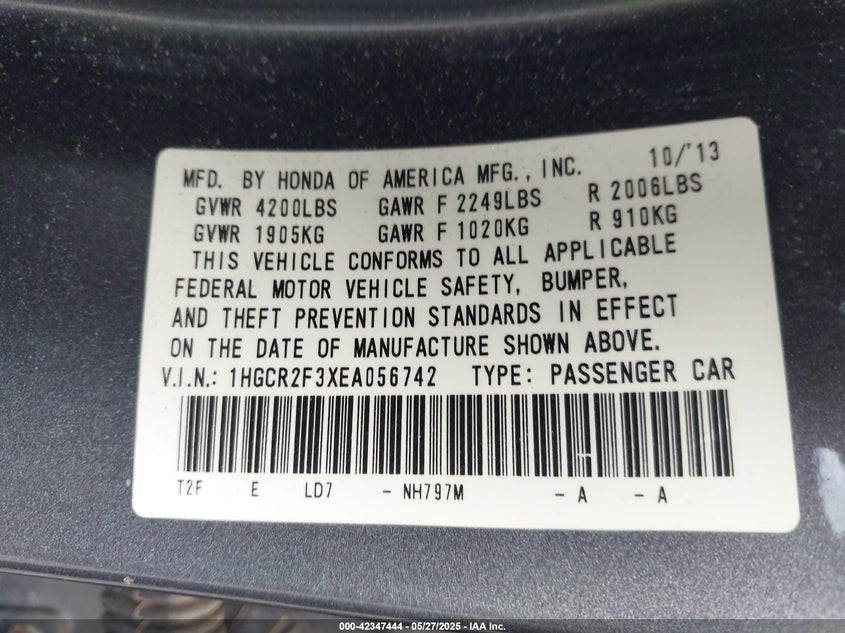 MFD. BY HONDA OF AMERICA MFG., INC. 10/'13
GVWR 4200LBS GAWR F 2249LBS R 2006LBS
GVWR 1905KG GAWR F 1020KG R 910KG
THIS VEHICLE CONFORMS TO ALL APPLICABLE
FEDERAL MOTOR VEHICLE SAFETY, BUMPER,
AND THEFT PREVENTION STANDARDS IN EFFECT
ON THE DATE OF MANUFACTURE SHOWN ABOVE.
V.I.N.: 1HGCR2F3XEA056742 TYPE: PASSENGER CAR
T2F E LD7 - NH797M - A - A
000-42347444 - 05/27/2025 - IAA Inc.